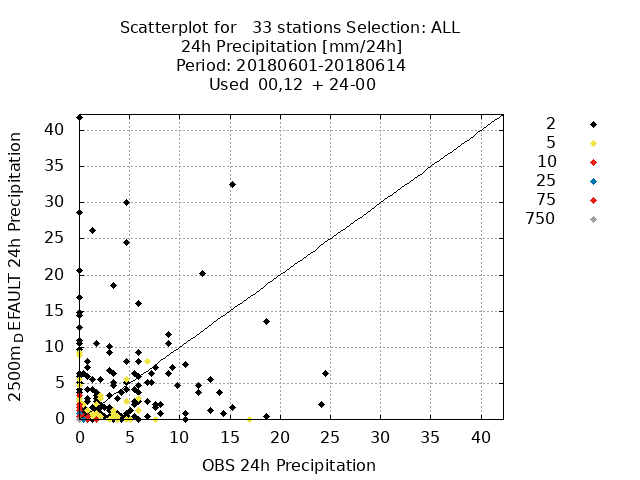 Scatterplot for   33 stations Selection: ALL
24h Precipitation [mm/24h]
Period: 20180601-20180614
Used 00,12 + 24-00
2
5
10
25
75
750
40
35
30
25
20
15
10
5
0
0 5 10 15 20 25 30 35 40
2500m_DEFAULT 24h Precipitation
OBS 24h Precipitation